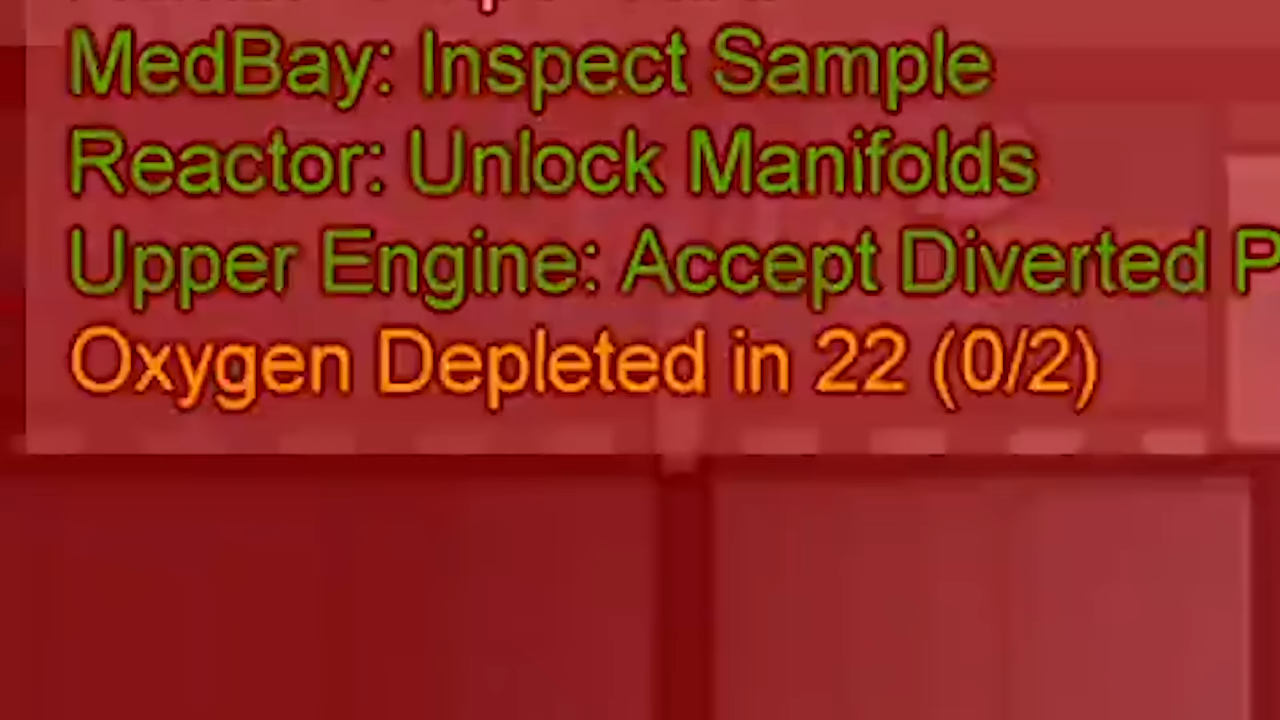 MedBay: Inspect Sample
Reactor: Unlock Manifolds
Upper Engine: Accept Diverted P
Oxygen Depleted in 22 (0/2)